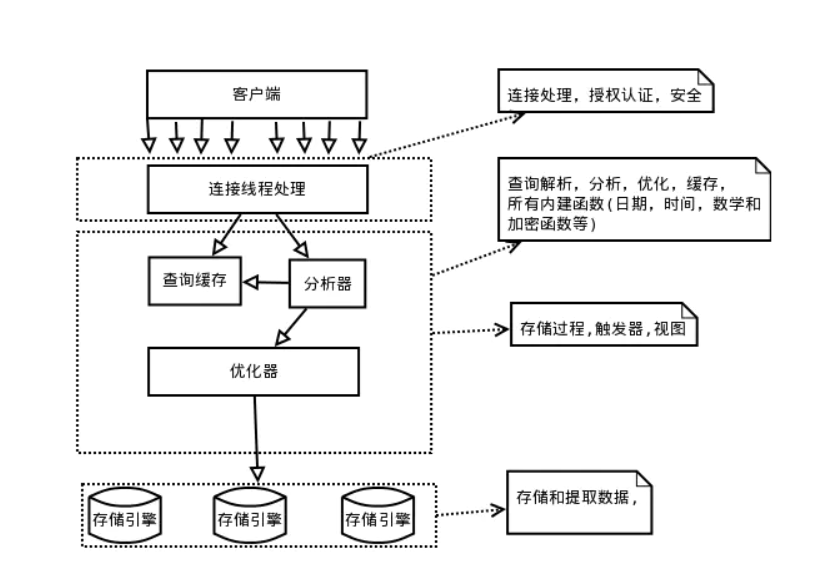 客户端
连接处理，授权认证，安全
连接线程处理
查询解析，分析，优化，缓存，
所有内建函数(日期，时间，数学和
加密函数等)
查询缓存
分析器
存储过程,触发器,视图
优化器
存储和提取数据,
存储引擎
存储引擎
存储引擎